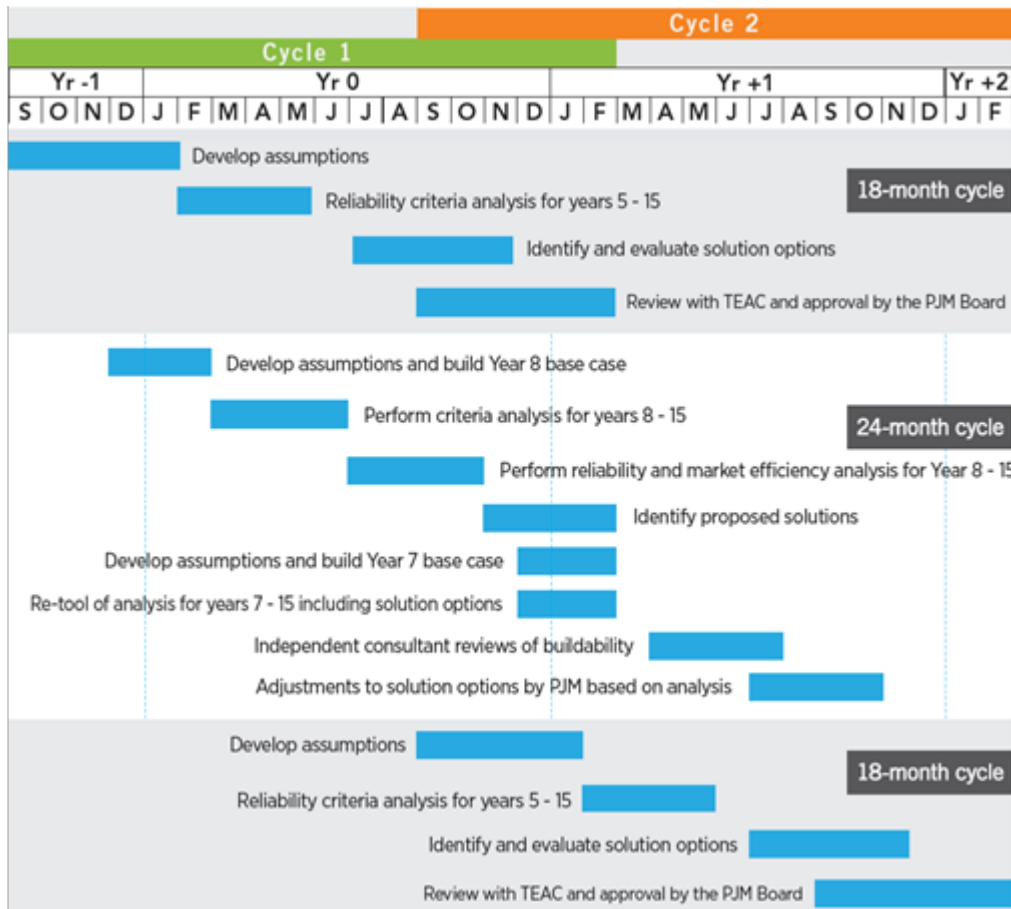 Cycle 2
Cycle 1
Yr -1 Yr 0 Yr +1 Yr +2
S O N D J F M A M J J A S O N D J F M A M J J A S O N D J F
Develop assumptions
18-month cycle
Reliability criteria analysis for years 5 - 15
Identify and evaluate solution options
Review with TEAC and approval by the PJM Board
Develop assumptions and build Year 8 base case
Perform criteria analysis for years 8 - 15
24-month cycle
Perform reliability and market efficiency analysis for Year 8 - 15
Identify proposed solutions
Develop assumptions and build Year 7 base case
Re-tool of analysis for years 7 - 15 including solution options
Independent consultant reviews of buildability
Adjustments to solution options by PJM based on analysis
Develop assumptions
18-month cycle
Reliability criteria analysis for years 5 - 15
Identify and evaluate solution options
Review with TEAC and approval by the PJM Board